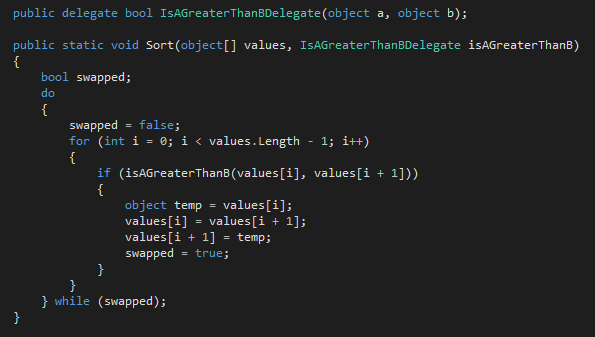 public delegate bool IsAGreaterThanBDelegate(object a, object b);
public static void Sort(object[] values, IsAGreaterThanBDelegate isAGreaterThanB)
{
    bool swapped;
    do
    {
        swapped = false;
        for (int i = 0; i < values.Length - 1; i++)
        {
            if (isAGreaterThanB(values[i], values[i + 1]))
            {
                object temp = values[i];
                values[i] = values[i + 1];
                values[i + 1] = temp;
                swapped = true;
            }
        }
    } while (swapped);
}